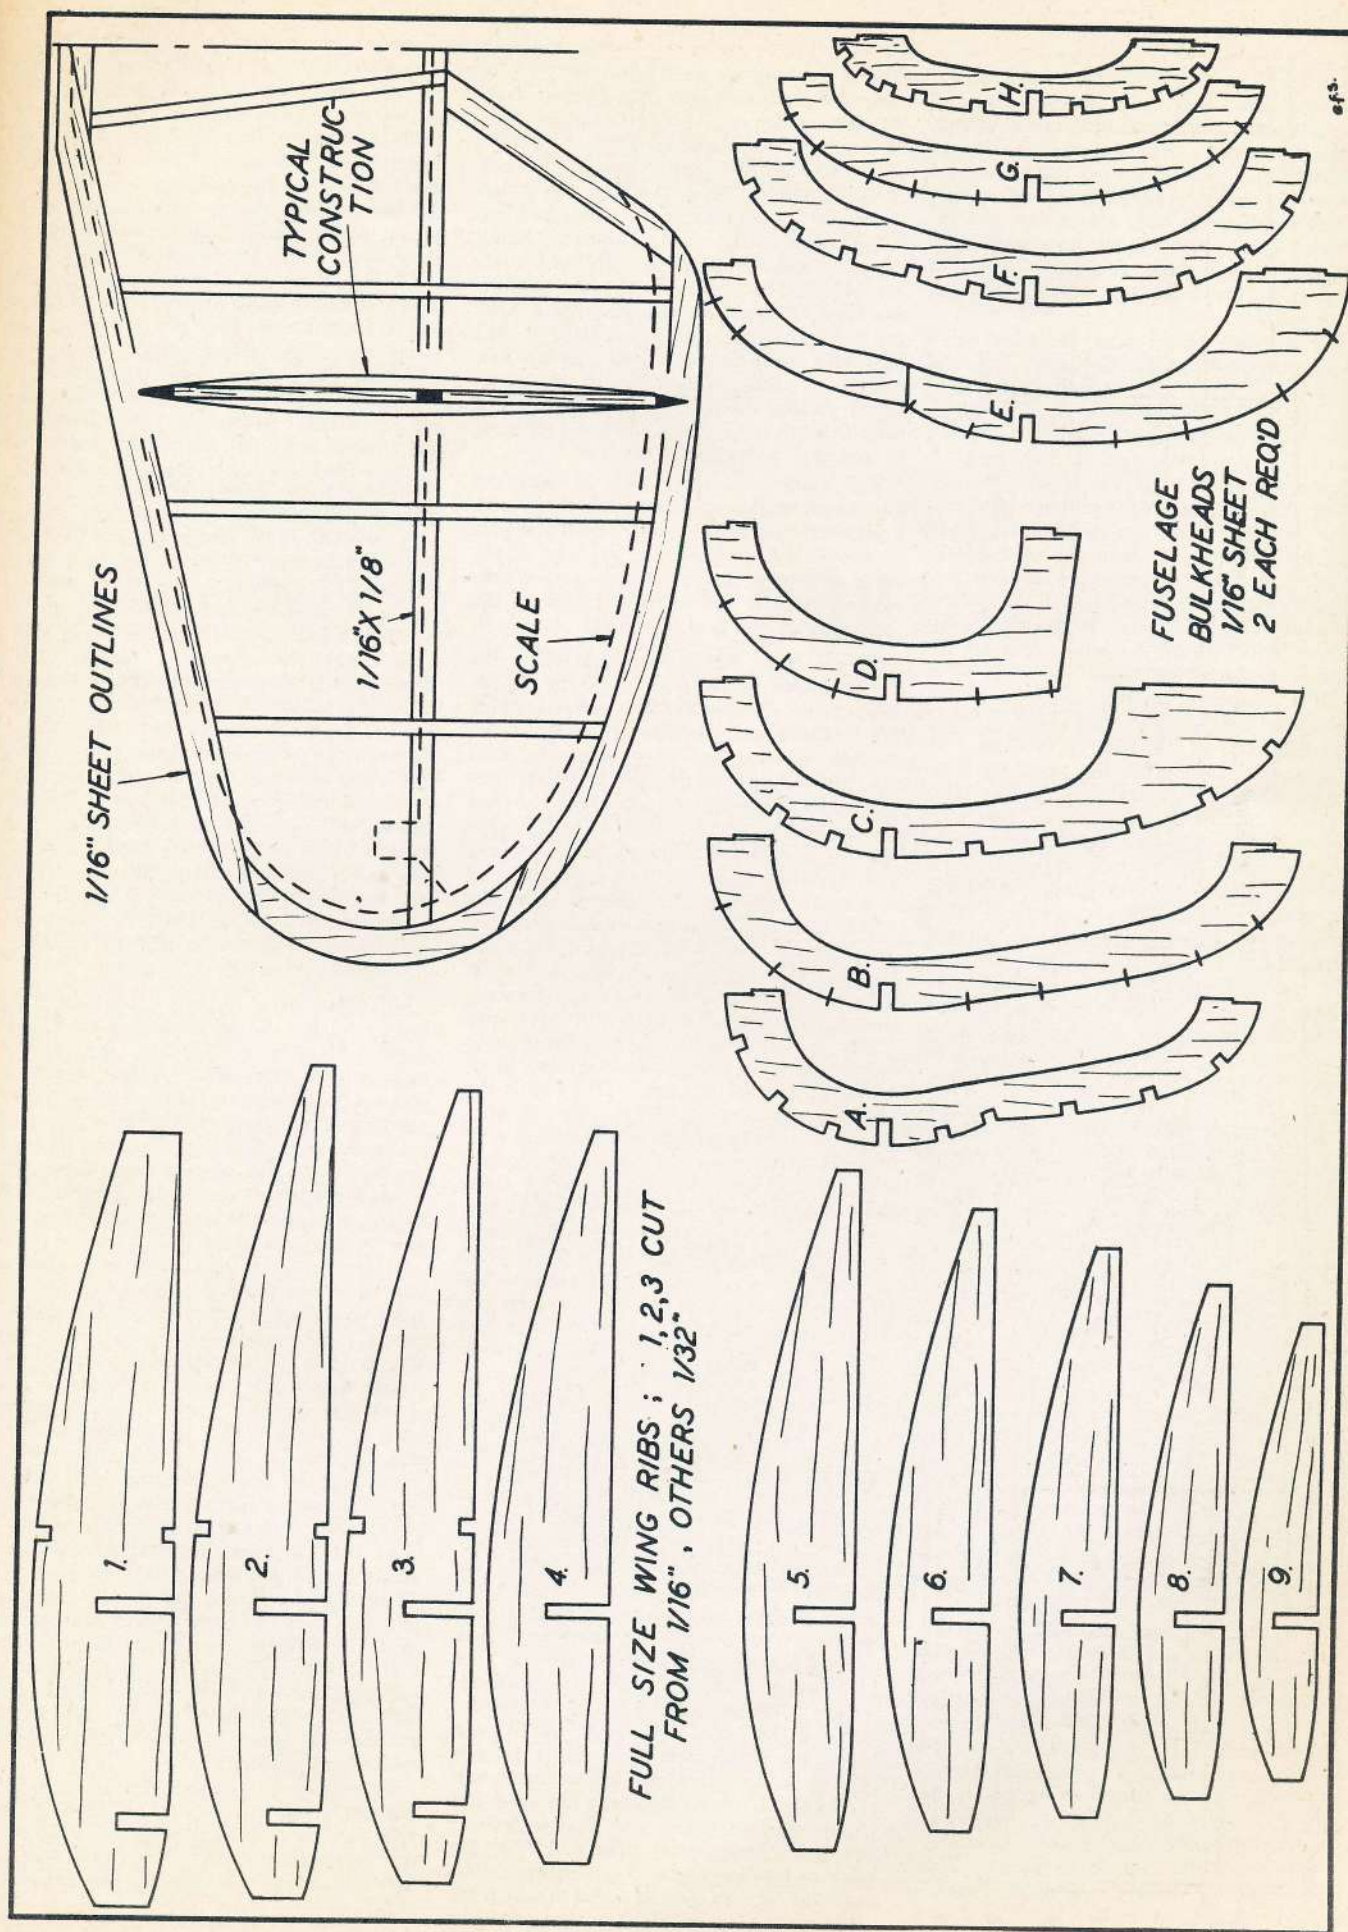 1/16" SHEET OUTLINES
TYPICAL
CONSTRUC-
TION
1/16" X 1/8"
SCALE
1.
2.
3.
4.
FULL SIZE WING RIBS ; 1,2,3 CUT
FROM 1/16" , OTHERS 1/32"
5.
6.
7.
8.
9.
A.
B.
C.
D.
E.
F.
G.
H.
FUSELAGE
BULKHEADS
1/16" SHEET
2 EACH REQ'D